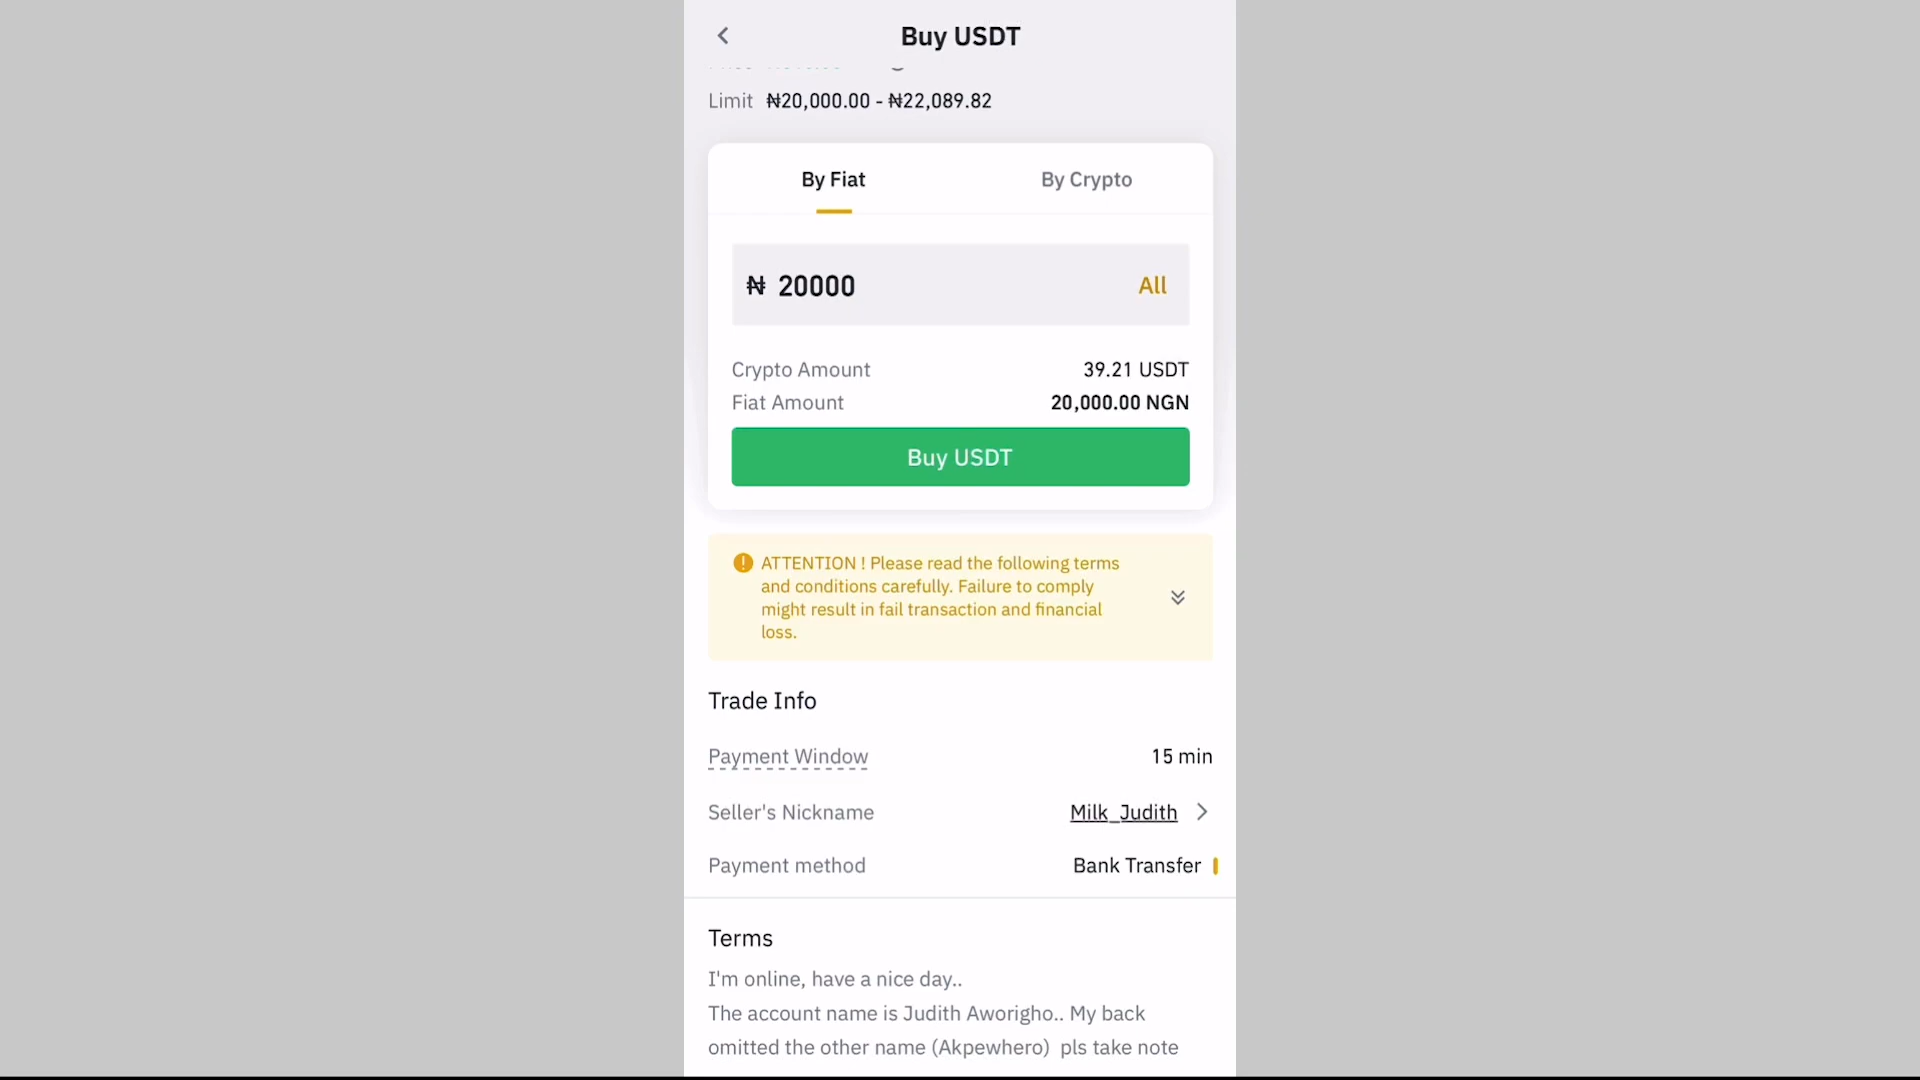 Buy USDT
Limit ₦20,000.00 - ₦22,089.82
By Fiat By Crypto
₦ 20000 All
Crypto Amount 39.21 USDT
Fiat Amount 20,000.00 NGN
Buy USDT
ATTENTION ! Please read the following terms
and conditions carefully. Failure to comply
might result in fail transaction and financial
loss.
Trade Info
Payment Window 15 min
Seller's Nickname Milk_Judith
Payment method Bank Transfer
Terms
I'm online, have a nice day..
The account name is Judith Aworigho.. My back
omitted the other name (Akpewhero) pls take note